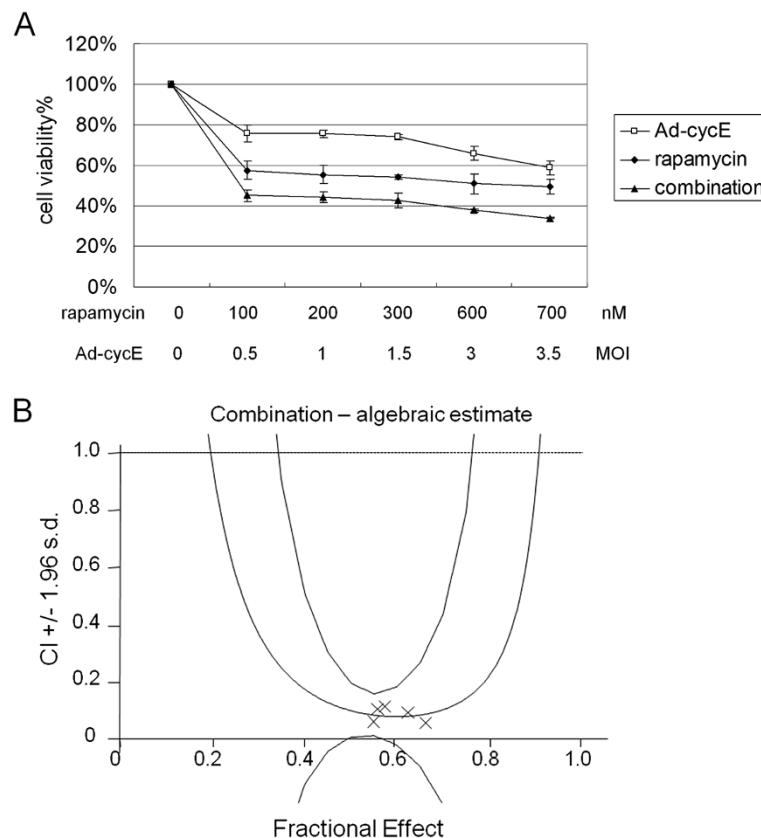 A
120%
100%
80%
60%
40%
20%
0%
cell viability%
Ad-cycE
rapamycin
combination
rapamycin 0 100 200 300 600 700 nM
Ad-cycE 0 0.5 1 1.5 3 3.5 MOI
B
Combination – algebraic estimate
1.0
0.8
0.6
0.4
0.2
0
CI +/- 1.96 s.d.
0 0.2 0.4 0.6 0.8 1.0
Fractional Effect